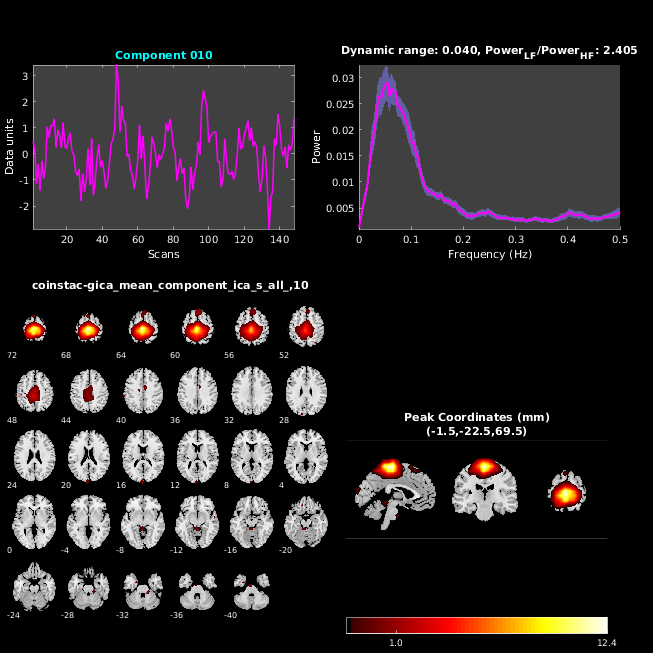 Component 010
Data units
3
2
1
0
-1
-2
20 40 60 80 100 120 140
Scans
Dynamic range: 0.040, PowerLF/PowerHF: 2.405
Power
0.03
0.025
0.02
0.015
0.01
0.005
0 0.1 0.2 0.3 0.4 0.5
Frequency (Hz)
coinstac-gica_mean_component_ica_s_all_,10
72 68 64 60 56 52
48 44 40 36 32 28
24 20 16 12 8 4
0 -4 -8 -12 -16 -20
-24 -28 -32 -36 -40
Peak Coordinates (mm)
(-1.5,-22.5,69.5)
1.0 12.4